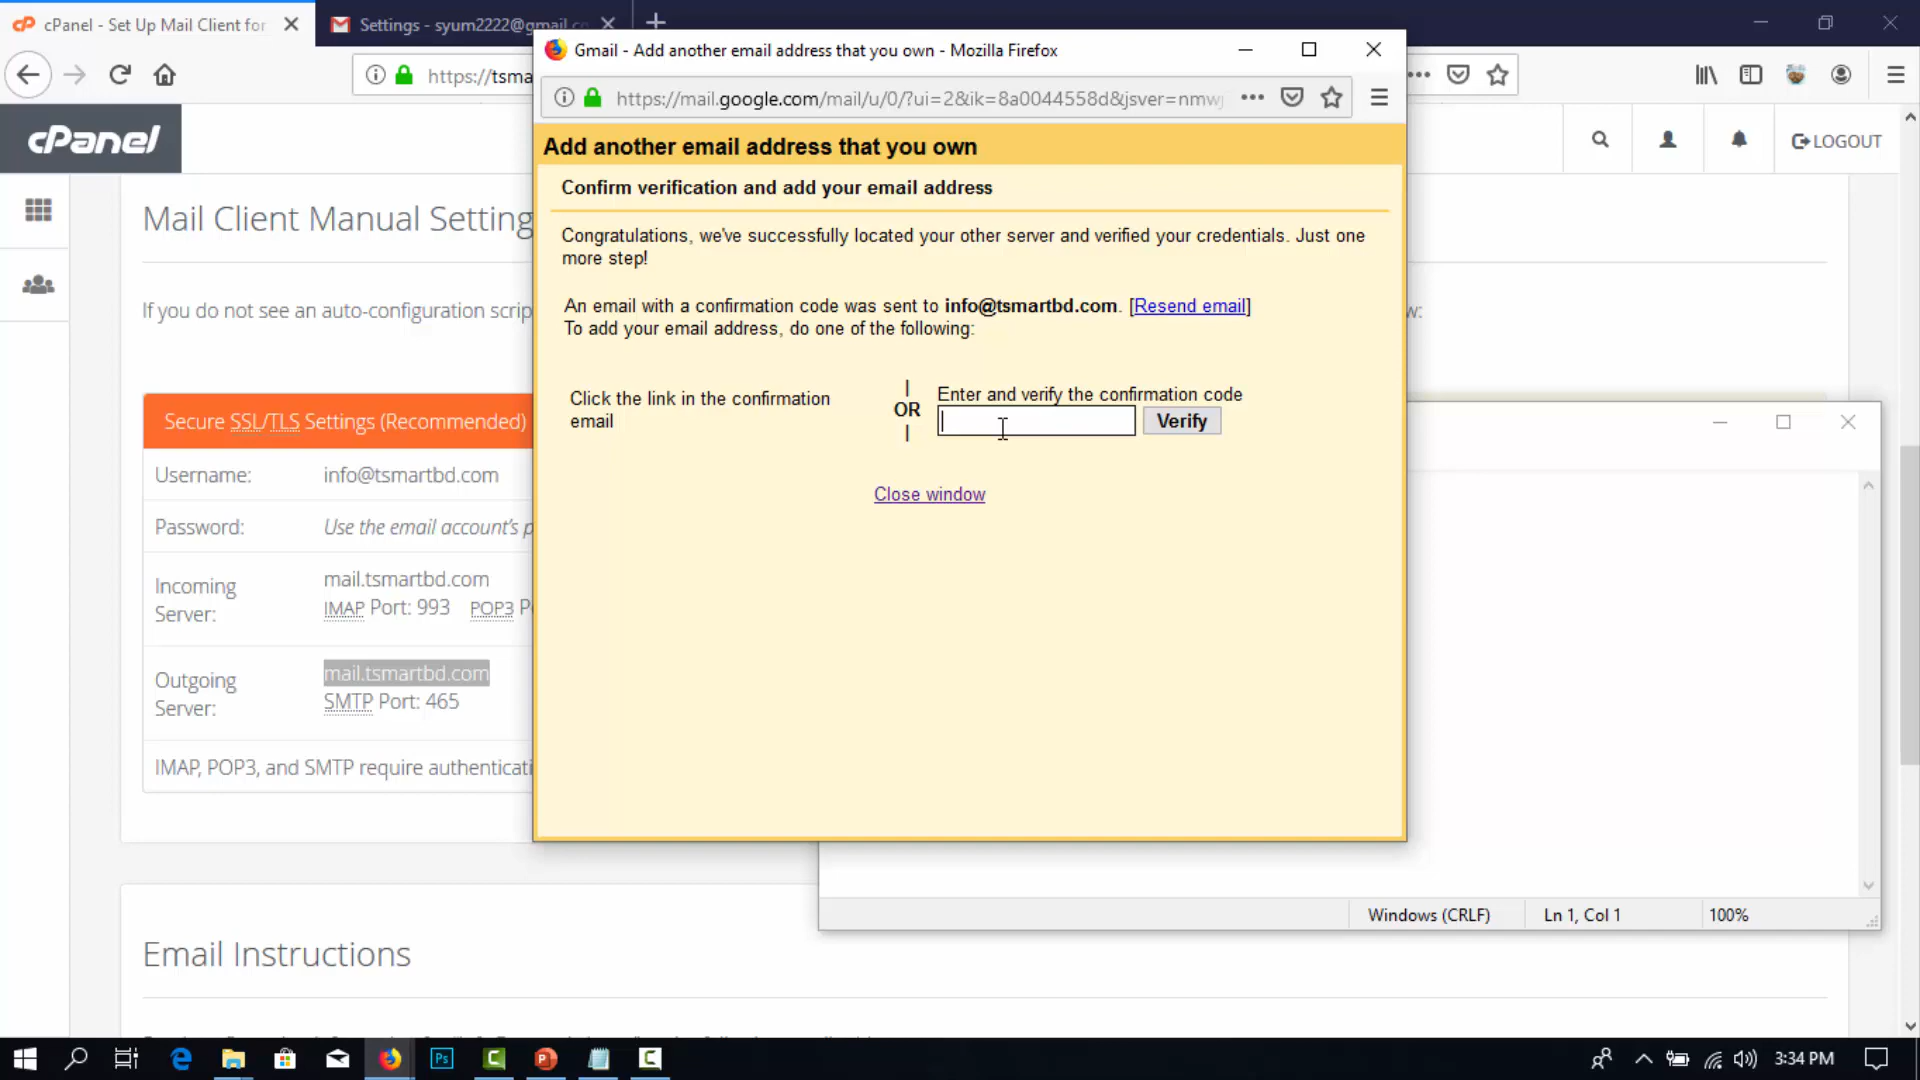 cPanel - Set Up Mail Client for
Settings - syum2222@gmail.c
Gmail - Add another email address that you own - Mozilla Firefox
https://tsma
https://mail.google.com/mail/u/0/?ui=2&ik=8a0044558d&jsver=nmw
cPanel
LOGOUT
Add another email address that you own
Confirm verification and add your email address
Congratulations, we've successfully located your other server and verified your credentials. Just one
more step!
An email with a confirmation code was sent to info@tsmartbd.com. [Resend email]
To add your email address, do one of the following:
Click the link in the confirmation
email
|
OR
|
Enter and verify the confirmation code
Verify
Close window
Mail Client Manual Setting
If you do not see an auto-configuration scrip
w:
Secure SSL/TLS Settings (Recommended)
Username: info@tsmartbd.com
Password: Use the email account's p
Incoming
Server:
mail.tsmartbd.com
IMAP Port: 993 POP3 P
Outgoing
Server:
mail.tsmartbd.com
SMTP Port: 465
IMAP, POP3, and SMTP require authenticati
Windows (CRLF) Ln 1, Col 1 100%
Email Instructions
Ps
C
P
C
3:34 PM